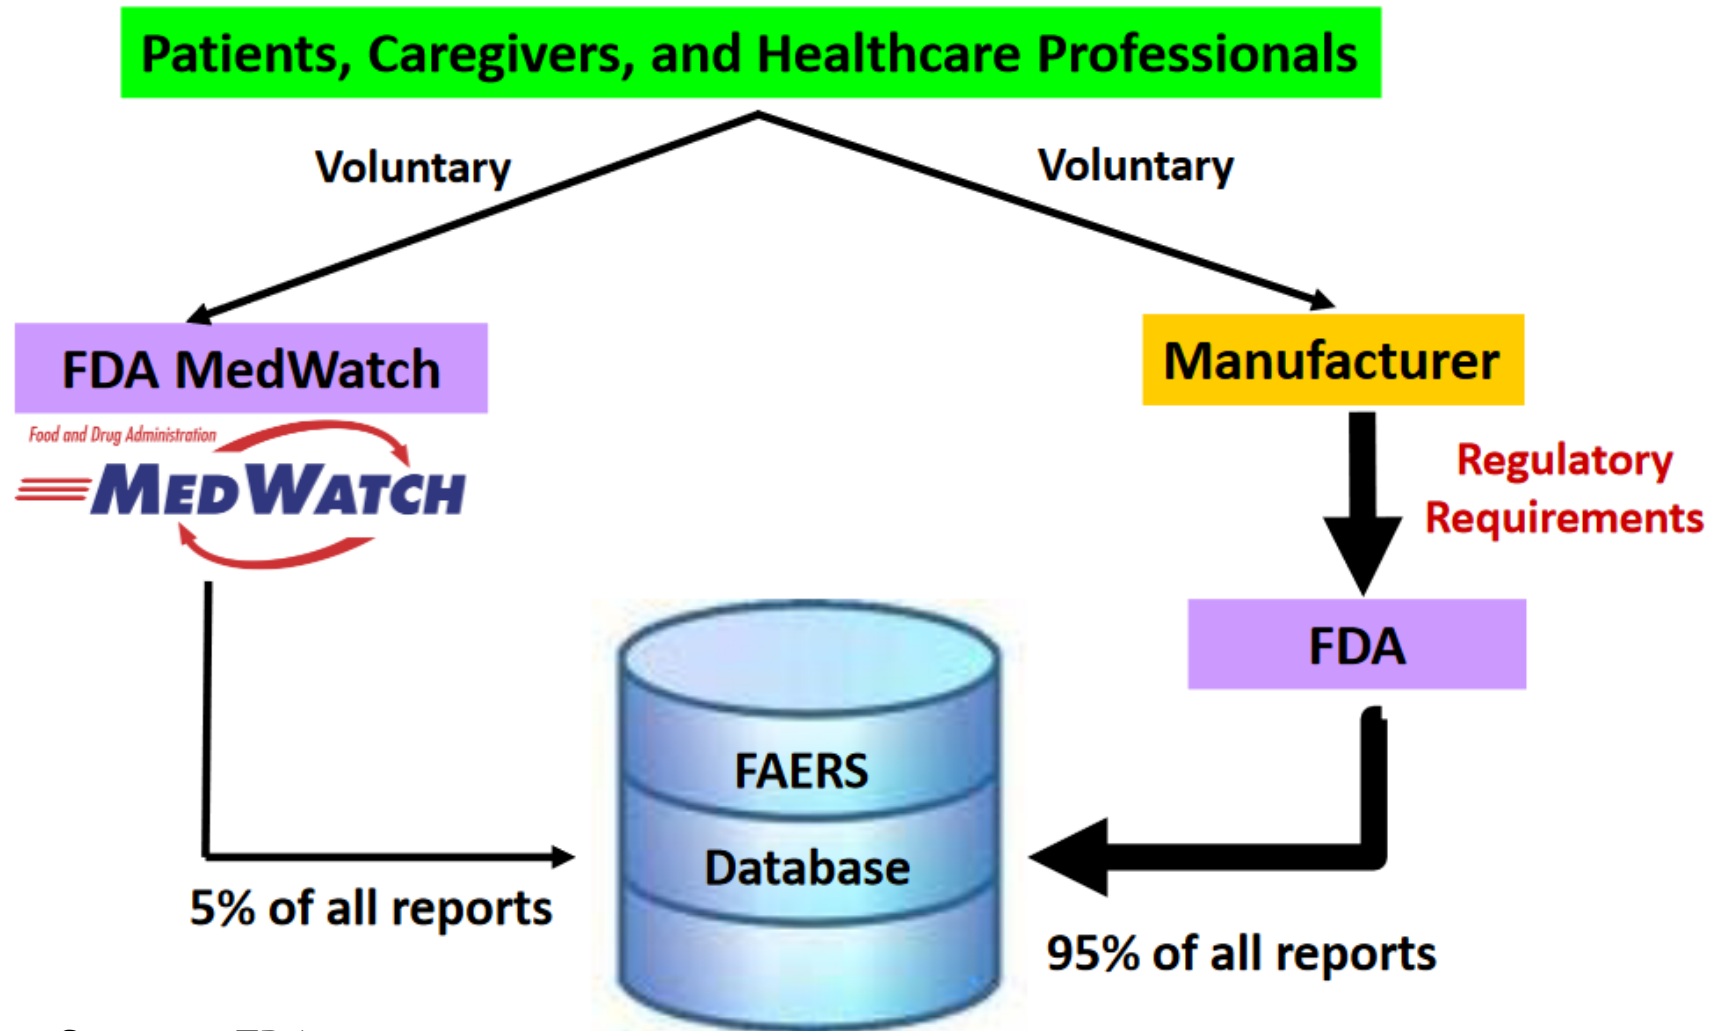 Patients, Caregivers, and Healthcare Professionals
Voluntary
Voluntary
FDA MedWatch
Manufacturer
Food and Drug Administration
MEDWATCH
Regulatory
Requirements
FDA
FAERS
Database
5% of all reports
95% of all reports